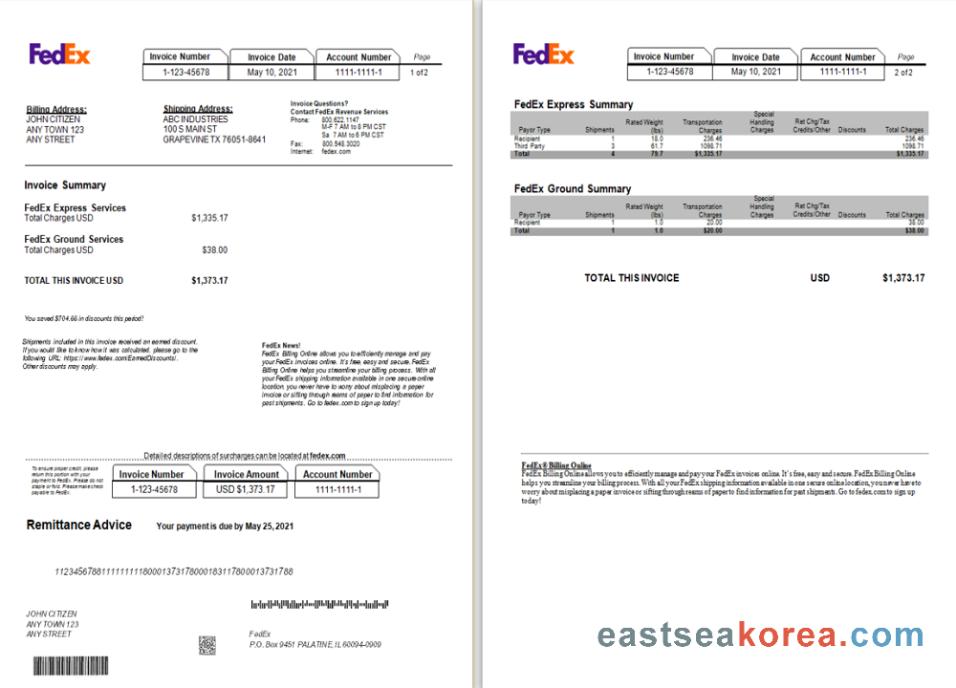 FedEx
Invoice Number
Invoice Date
Account Number
Page
1-123-45678
May 10, 2021
1111-1111-1
1 of 2
Billing Address:
JOHN CITIZEN
ANY TOWN 123
ANY STREET
Shipping Address:
ABC INDUSTRIES
100 S MAIN ST
GRAPEVINE TX 76051-8641
Invoice Questions?
Contact FedEx Revenue Services
Phone: 800.622.1147
M-F 7 AM to 8 PM CST
Sa 7 AM to 6 PM CST
Fax: 800.548.3020
Internet: fedex.com
Invoice Summary
FedEx Express Services
Total Charges USD $1,335.17
FedEx Ground Services
Total Charges USD $38.00
TOTAL THIS INVOICE USD $1,373.17
You saved $704.66 in discounts this period!
Shipments included in this invoice received an earned discount.
If you would like to know how it was calculated, please go to the
following URL: https://www.fedex.com/EarnedDiscounts/.
Other discounts may apply.
FedEx News!
FedEx Billing Online allows you to efficiently manage and pay
your FedEx invoices online. It's free, easy and secure. FedEx
Billing Online helps you streamline your billing process. With all
your FedEx shipping information available in one secure online
location, you never have to worry about misplacing a paper
invoice or sifting through reams of paper to find information for
past shipments. Go to fedex.com to sign up today!
Detailed descriptions of surcharges can be located at fedex.com
To ensure proper credit, please
return this portion with your
payment to FedEx. Please do not
staple or fold. Please make check
payable to FedEx.
Invoice Number
Invoice Amount
Account Number
1-123-45678
USD $1,373.17
1111-1111-1
Remittance Advice
Your payment is due by May 25, 2021
JOHN CITIZEN
ANY TOWN 123
ANY STREET
FedEx
P.O. Box 9451 PALATINE, IL 60094-0909
FedEx
Invoice Number
Invoice Date
Account Number
Page
1-123-45678
May 10, 2021
1111-1111-1
2 of 2
FedEx Express Summary
Payor Type Shipments Rated Weight (lbs) Transportation Charges Special Handling Charges Ret Chg/Tax Credits/Other Discounts Total Charges
Recipient 1 18.0 236.46 236.46
Third Party 3 61.7 1098.71 1098.71
Total 4 79.7 $1,335.17 $1,335.17
FedEx Ground Summary
Payor Type Shipments Rated Weight (lbs) Transportation Charges Special Handling Charges Ret Chg/Tax Credits/Other Discounts Total Charges
Recipient 1 1.0 20.00 38.00
Total 1 1.0 $20.00 $38.00
TOTAL THIS INVOICE USD $1,373.17
FedEx® Billing Online
FedEx Billing Online allows you to efficiently manage and pay your FedEx invoices online. It's free, easy and secure. FedEx Billing Online
helps you streamline your billing process. With all your FedEx shipping information available in one secure online location, you never have to
worry about misplacing a paper invoice or sifting through reams of paper to find information for past shipments. Go to fedex.com to sign up
today!
eastseakorea.com